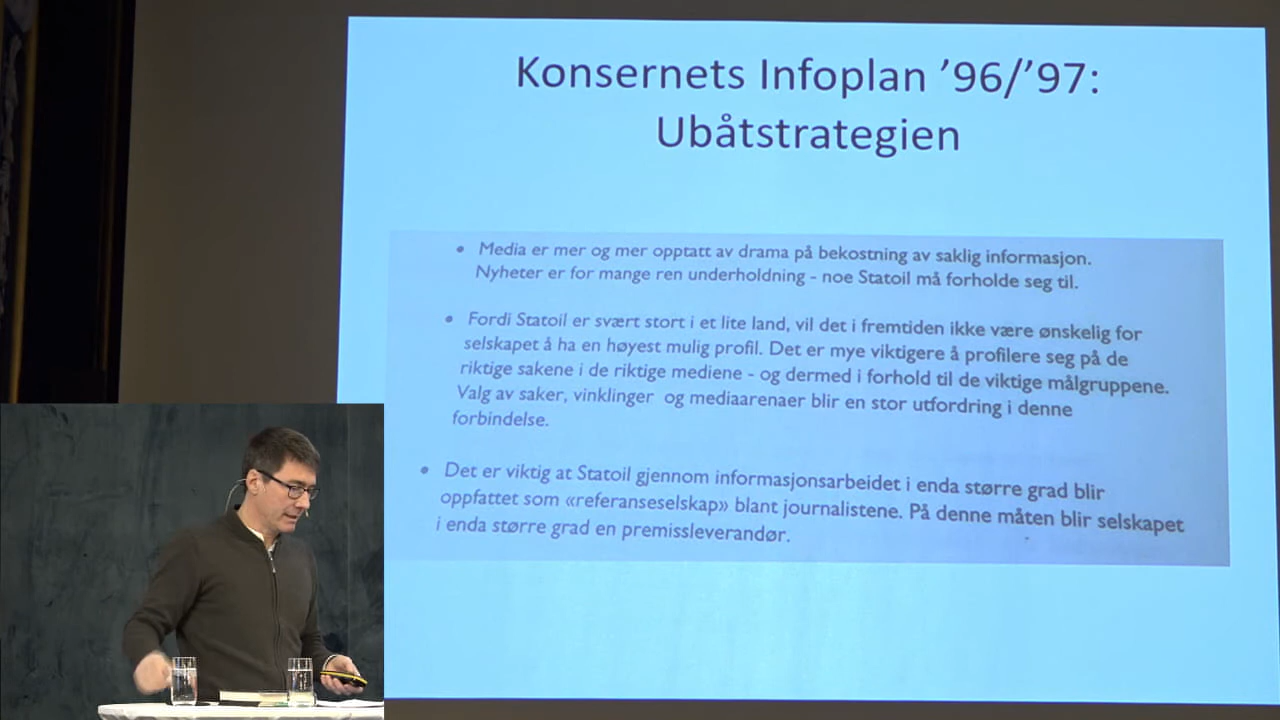 Konsernets Infoplan ’96/’97:
Ubåtstrategien
• Media er mer og mer opptatt av drama på bekostning av saklig informasjon.
Nyheter er for mange ren underholdning - noe Statoil må forholde seg til.
• Fordi Statoil er svært stort i et lite land, vil det i fremtiden ikke være ønskelig for
selskapet å ha en høyest mulig profil. Det er mye viktigere å profilere seg på de
riktige sakene i de riktige mediene - og dermed i forhold til de viktige målgruppene.
Valg av saker, vinklinger og mediaarenaer blir en stor utfordring i denne
forbindelse.
• Det er viktig at Statoil gjennom informasjonsarbeidet i enda større grad blir
oppfattet som «referanseselskap» blant journalistene. På denne måten blir selskapet
i enda større grad en premissleverandør.